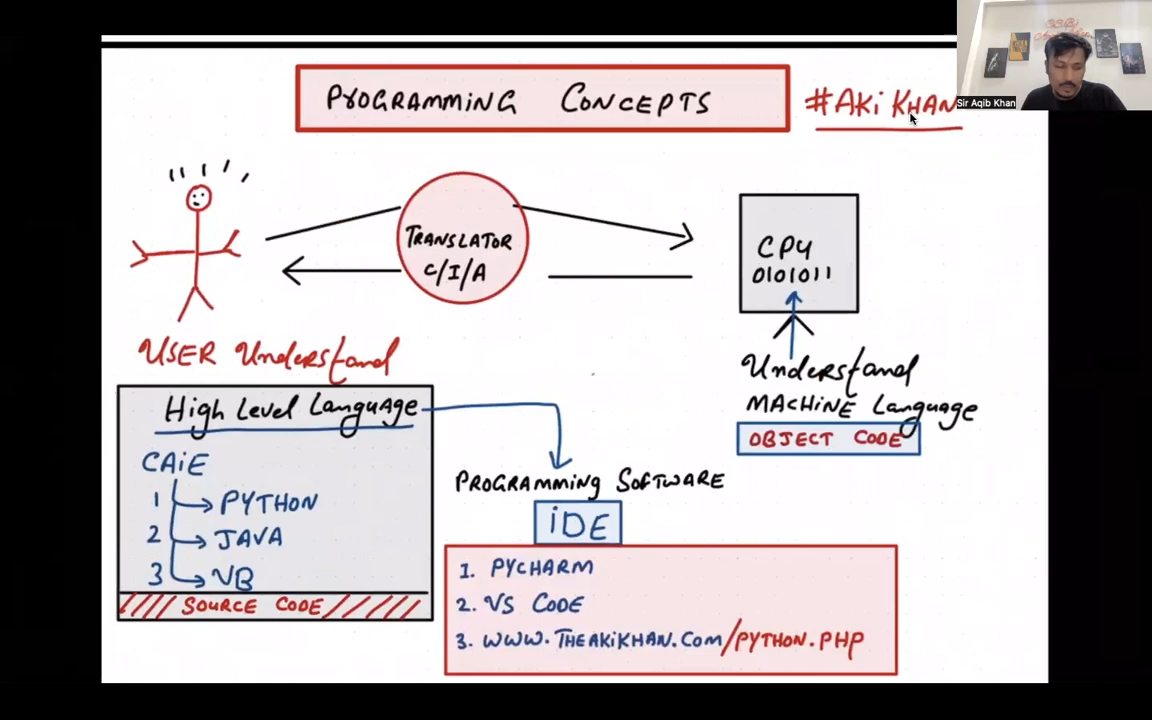 PROGRAMMING CONCEPTS
#AKi KHAN
Sir Aqib Khan
TRANSLATOR
C/I/A
CPU
0101011
USER Understand
Understand
MACHINE Language
OBJECT CODE
High Level Language
CAiE
1 PYTHON
2 JAVA
3 VB
SOURCE CODE
PROGRAMMing SOFTWARE
iDE
1. PYCHARM
2. VS CODE
3. WWW.THEAKiKHAN.Com/PYTHON.PHP